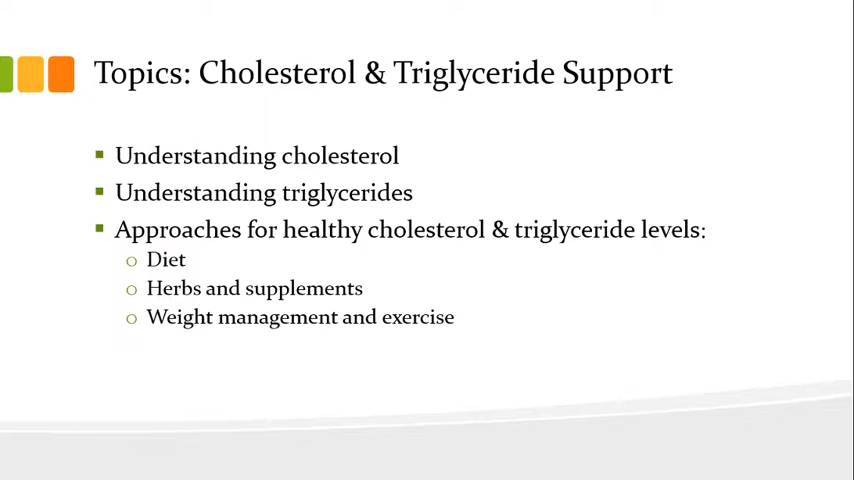 Topics: Cholesterol & Triglyceride Support
▪ Understanding cholesterol
▪ Understanding triglycerides
▪ Approaches for healthy cholesterol & triglyceride levels:
o Diet
o Herbs and supplements
o Weight management and exercise